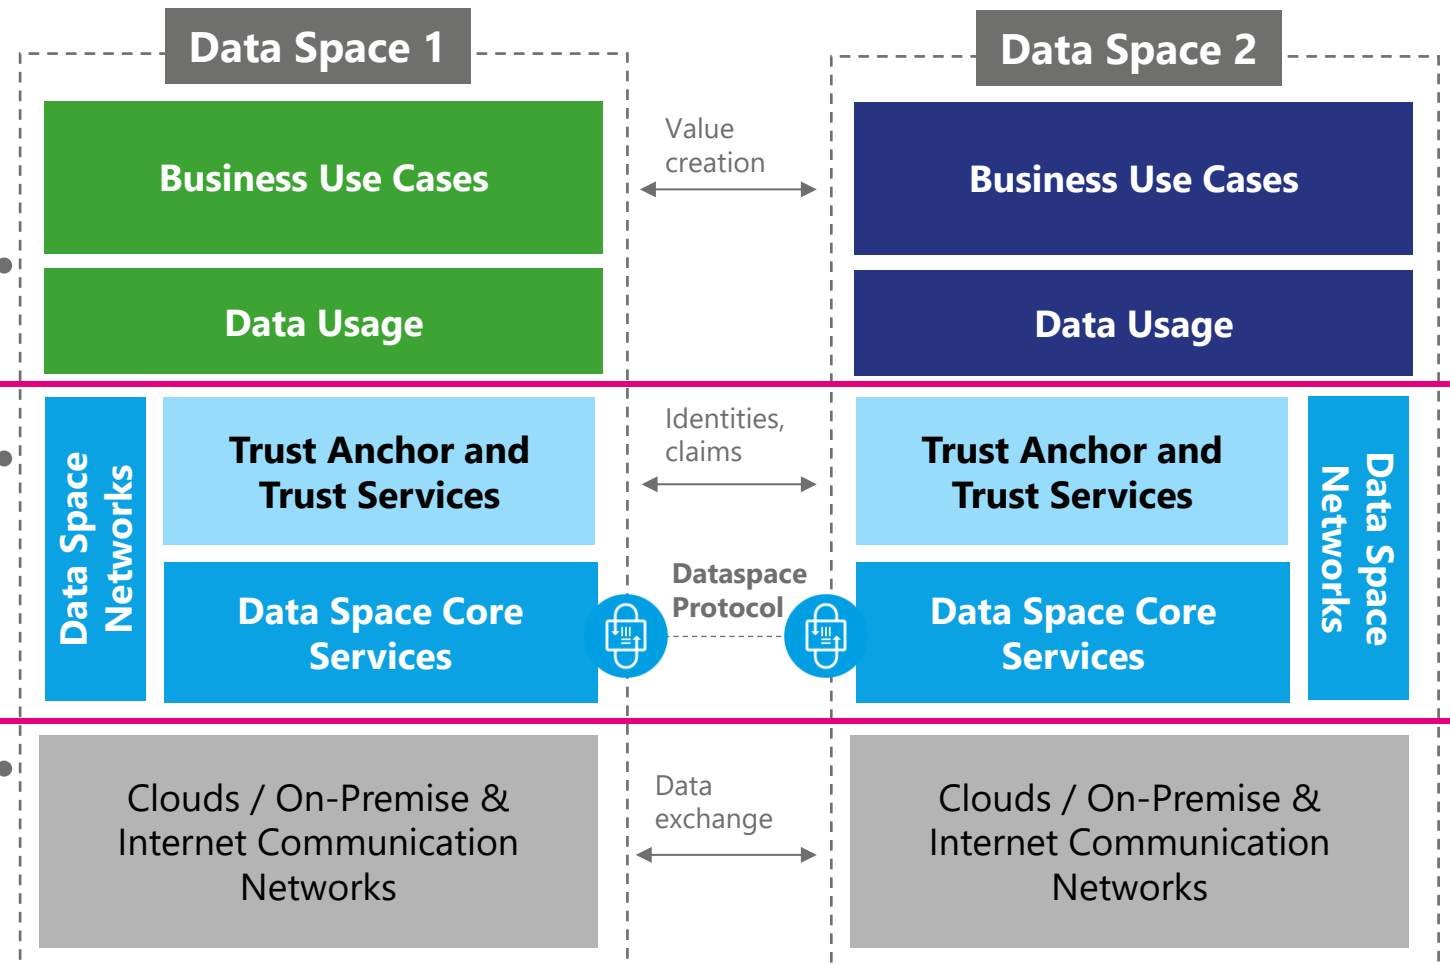 Data Space 1
Data Space 2
Business Use Cases
Value
creation
Business Use Cases
Data Usage
Data Usage
Data Space
Networks
Trust Anchor and
Trust Services
Identities,
claims
Trust Anchor and
Trust Services
Data Space
Networks
Data Space Core
Services
Dataspace
Protocol
Data Space Core
Services
Clouds / On-Premise &
Internet Communication
Networks
Data
exchange
Clouds / On-Premise &
Internet Communication
Networks